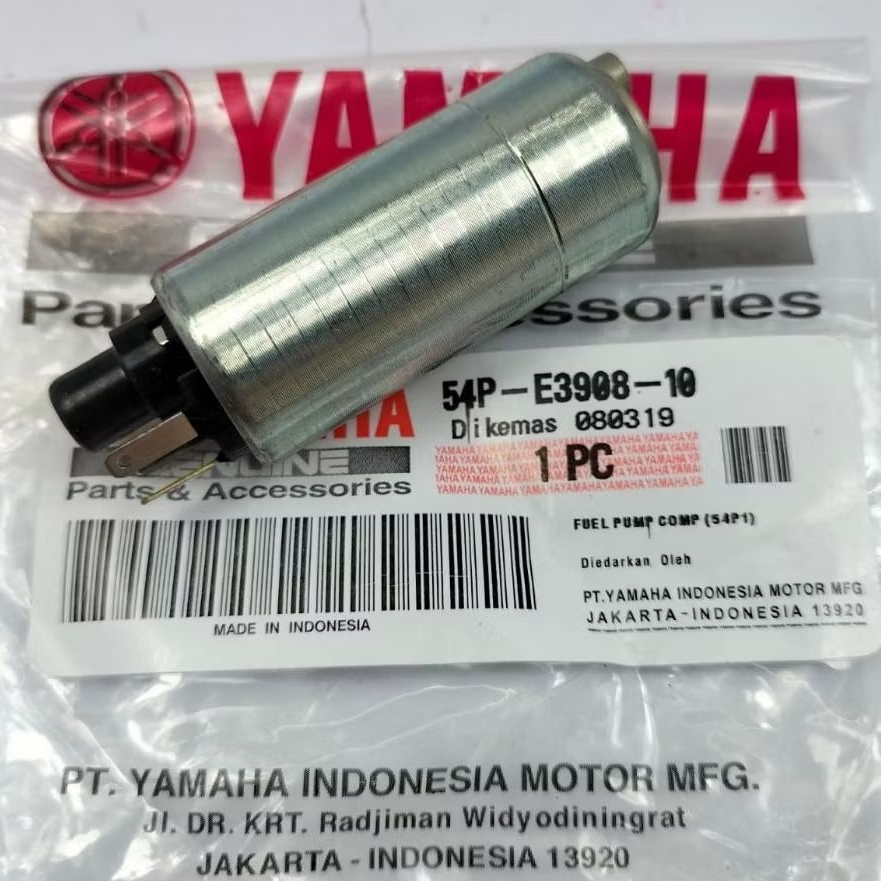 YAMAHA
Parts & Accessories
54P-E3908-10
Dikemas 080319
1 PC
GENUINE
Parts & Accessories
FUEL PUMP COMP (54P1)
Diedarkan Oleh
PT.YAMAHA INDONESIA MOTOR MFG
JAKARTA-INDONESIA 13920
MADE IN INDONESIA
PT. YAMAHA INDONESIA MOTOR MFG.
Jl. DR. KRT. Radjiman Widyodiningrat
JAKARTA - INDONESIA 13920